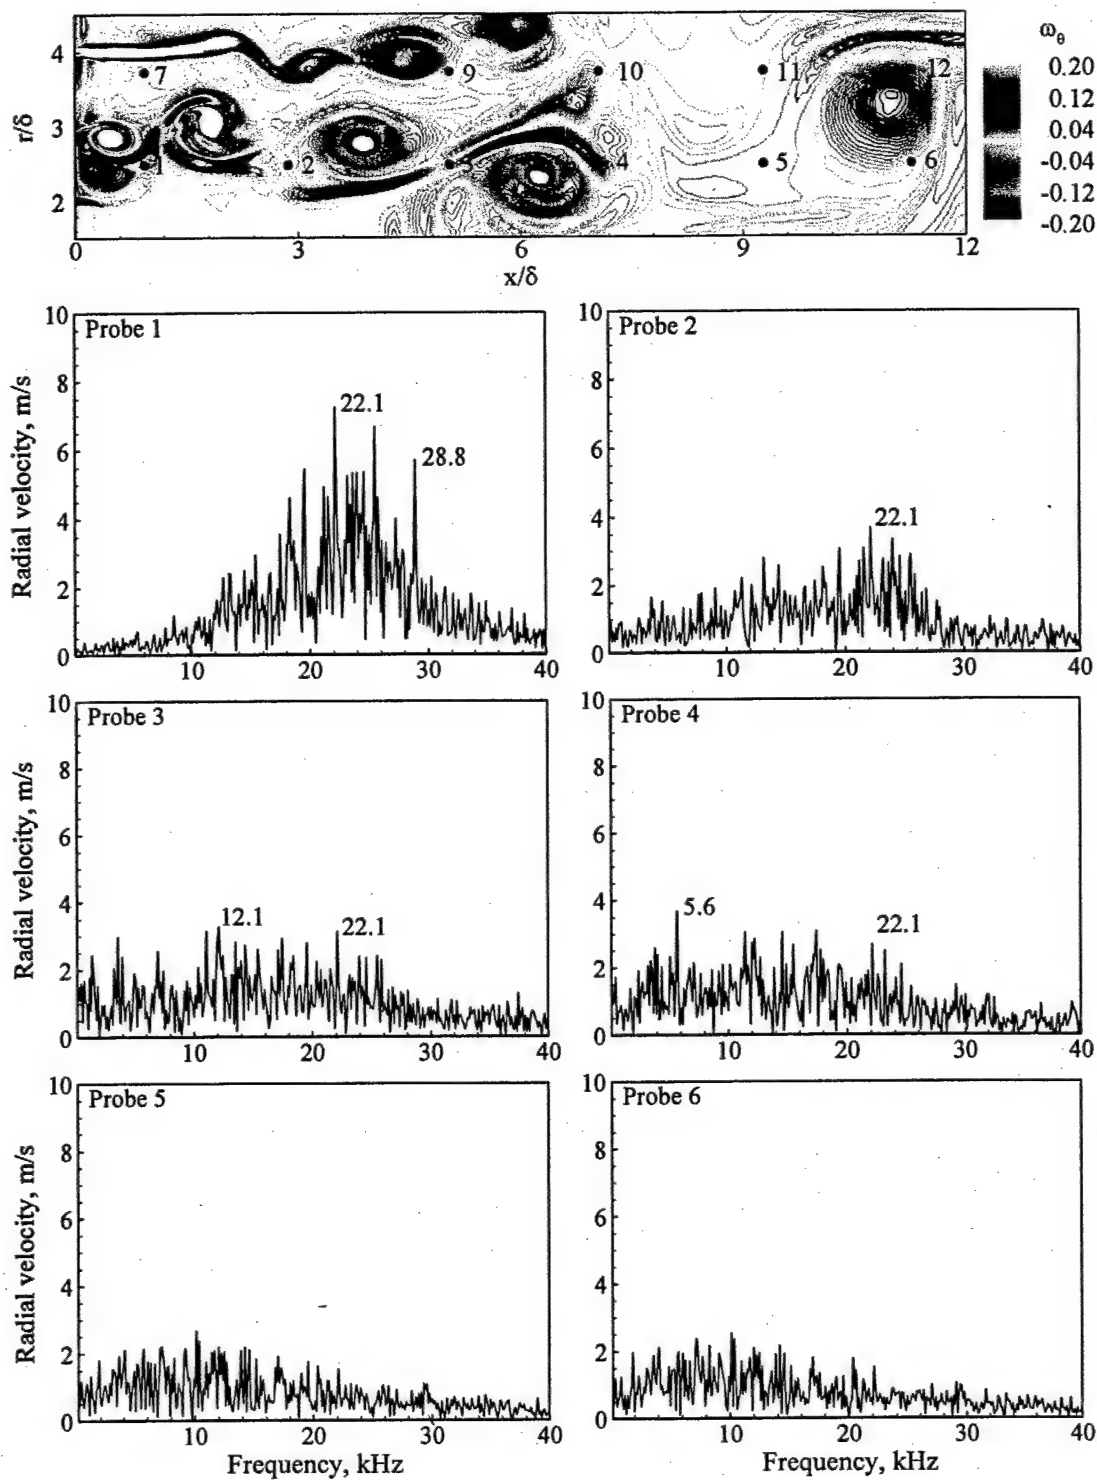 ωθ
4
3
2
r/δ
7 9 10 11 12
1 2 4 5 6
0.20
0.12
0.04
-0.04
-0.12
-0.20
0 3 6 9 12
x/δ
Probe 1
10
8
6
4
2
0
Radial velocity, m/s
22.1
28.8
10 20 30 40
Probe 2
10
8
6
4
2
0
22.1
10 20 30 40
Probe 3
10
8
6
4
2
0
Radial velocity, m/s
12.1
22.1
10 20 30 40
Probe 4
10
8
6
4
2
0
5.6
22.1
10 20 30 40
Probe 5
10
8
6
4
2
0
Radial velocity, m/s
10 20 30 40
Frequency, kHz
Probe 6
10
8
6
4
2
0
10 20 30 40
Frequency, kHz